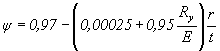 ψ = 0,97 − (0,00025 + 0,95 R_y/E) r/t